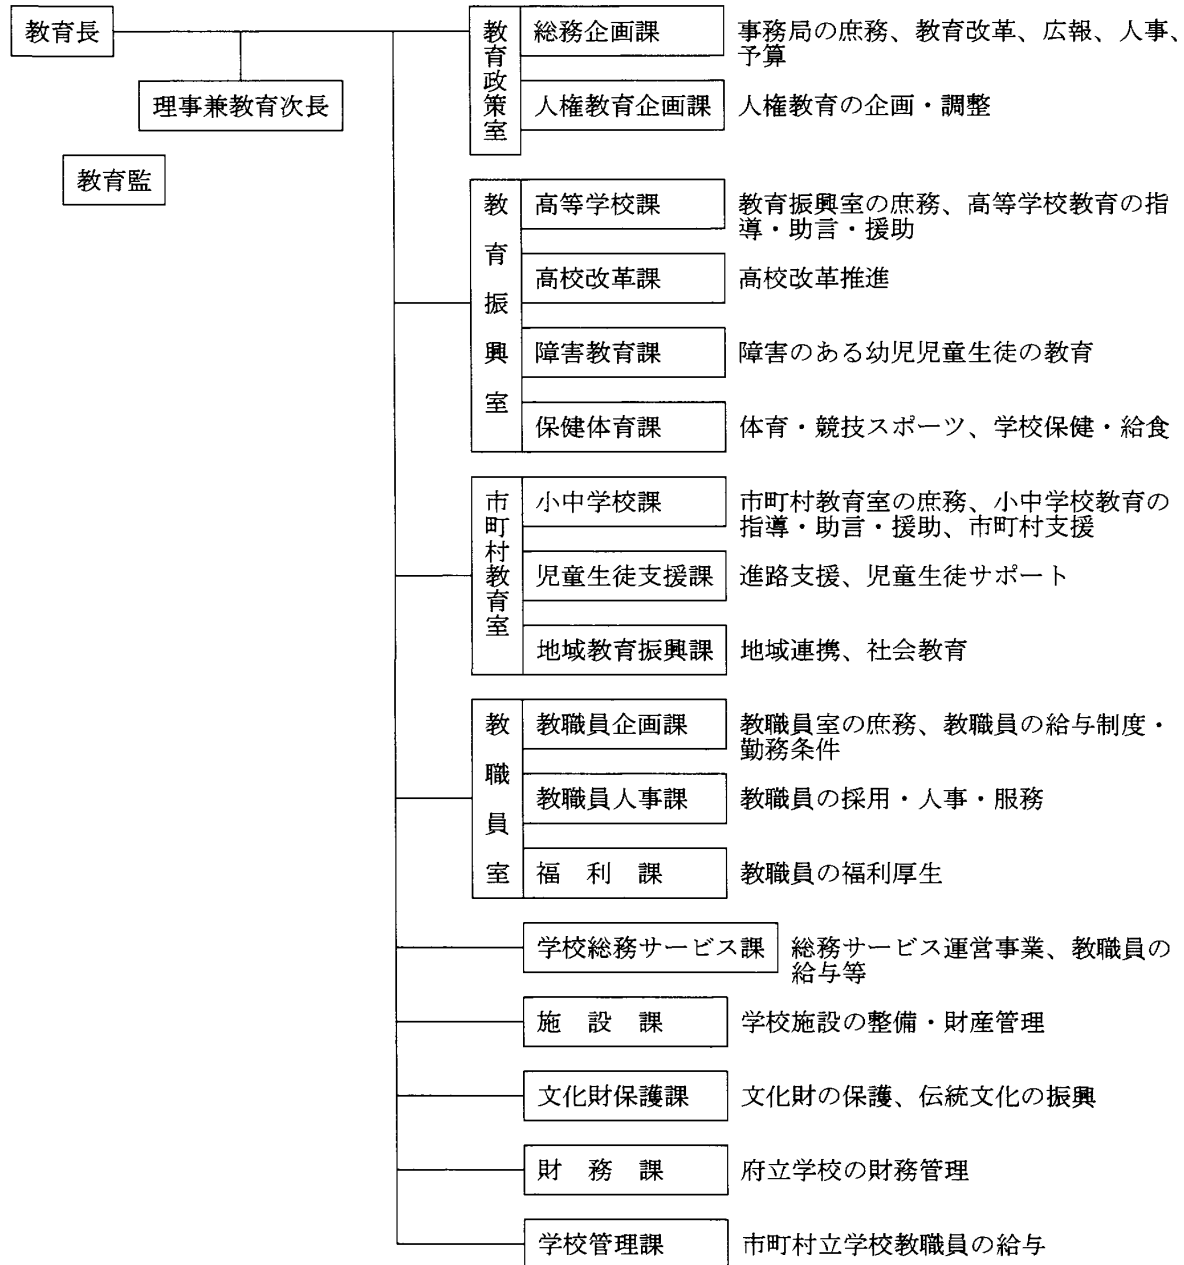 教育長
理事兼教育次長
教育監
教育政策室
総務企画課
事務局の庶務、教育改革、広報、人事、
予算
人権教育企画課
人権教育の企画・調整
教育振興室
高等学校課
教育振興室の庶務、高等学校教育の指
導・助言・援助
高校改革課
高校改革推進
障害教育課
障害のある幼児児童生徒の教育
保健体育課
体育・競技スポーツ、学校保健・給食
市町村教育室
小中学校課
市町村教育室の庶務、小中学校教育の
指導・助言・援助、市町村支援
児童生徒支援課
進路支援、児童生徒サポート
地域教育振興課
地域連携、社会教育
教職員室
教職員企画課
教職員室の庶務、教職員の給与制度・
勤務条件
教職員人事課
教職員の採用・人事・服務
福利課
教職員の福利厚生
学校総務サービス課
総務サービス運営事業、教職員の
給与等
施設課
学校施設の整備・財産管理
文化財保護課
文化財の保護、伝統文化の振興
財務課
府立学校の財務管理
学校管理課
市町村立学校教職員の給与